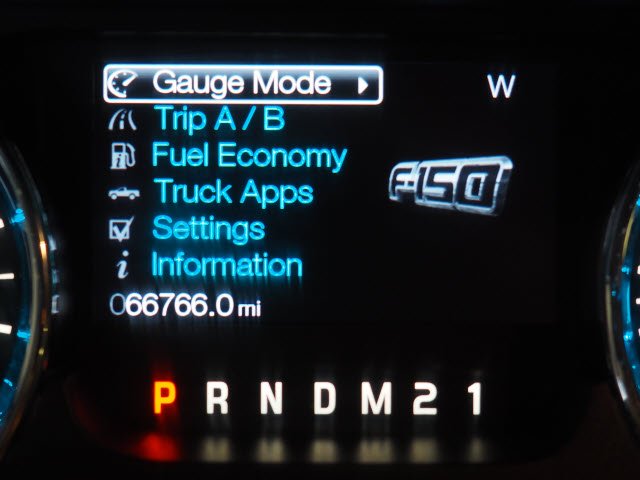 Gauge Mode W
Trip A / B
Fuel Economy
F-150
Truck Apps
Settings
Information
066766.0 mi
P R N D M 2 1